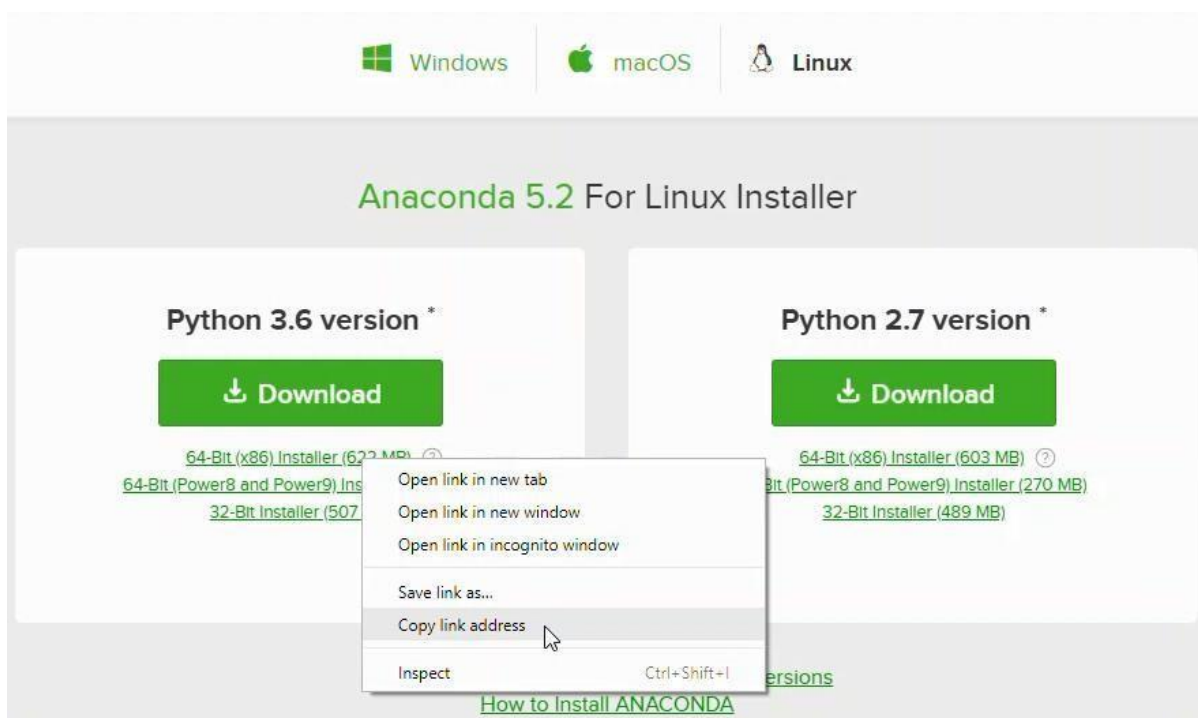 Windows macOS Linux
Anaconda 5.2 For Linux Installer
Python 3.6 version *
Download
64-Bit (x86) Installer (622 MB) ?
64-Bit (Power8 and Power9)
32-Bit Installer (507
Python 2.7 version *
Download
64-Bit (x86) Installer (603 MB) ?
(Power8 and Power9) Installer (270 MB)
32-Bit Installer (489 MB)
Open link in new tab
Open link in new window
Open link in incognito window
Save link as...
Copy link address
Inspect Ctrl+Shift+I
How to Install ANACONDA